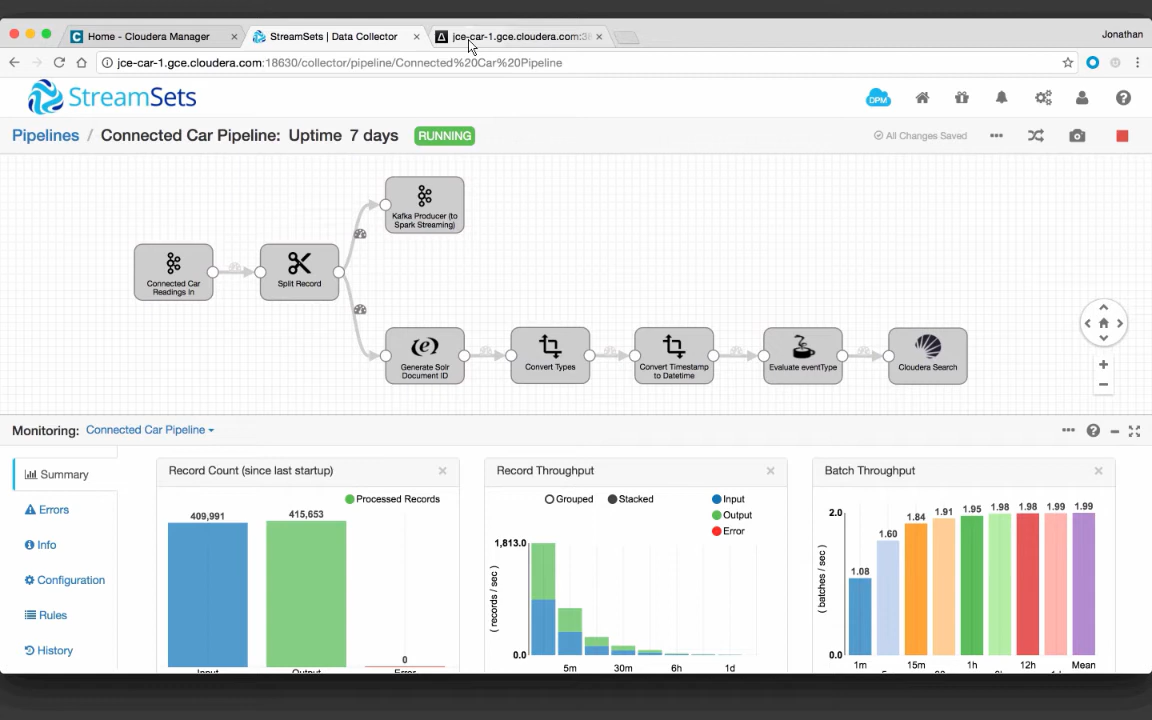 Home - Cloudera Manager
StreamSets | Data Collector
jce-car-1.gce.cloudera.com:38
Jonathan
jce-car-1.gce.cloudera.com:18630/collector/pipeline/Connected%20Car%20Pipeline
StreamSets
DPM
Pipelines / Connected Car Pipeline: Uptime 7 days RUNNING
All Changes Saved
Kafka Producer (to
Spark Streaming)
Connected Car
Readings In
Split Record
Generate Solr
Document ID
Convert Types
Convert Timestamp
to Datetime
Evaluate eventType
Cloudera Search
Monitoring: Connected Car Pipeline
Summary
Errors
Info
Configuration
Rules
History
Record Count (since last startup)
Processed Records
409,991
415,653
0
Input
Output
Error
Record Throughput
Grouped
Stacked
Input
Output
Error
1,813.0
( records / sec )
0.0
5m
30m
6h
1d
Batch Throughput
2.0
( batches / sec )
0.0
1.08
1.60
1.84
1.91
1.95
1.98
1.98
1.99
1.99
1m
15m
1h
12h
Mean